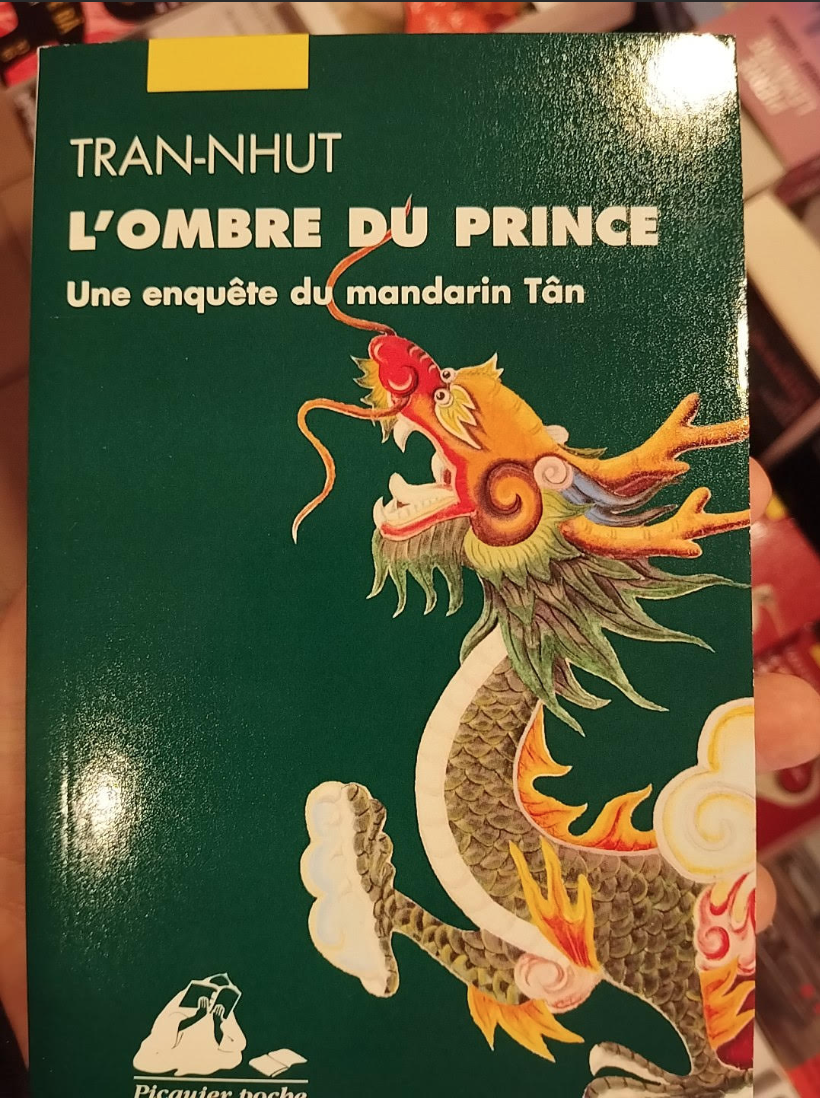 TRAN-NHUT
L'OMBRE DU PRINCE
Une enquête du mandarin Tân
Picquier poche